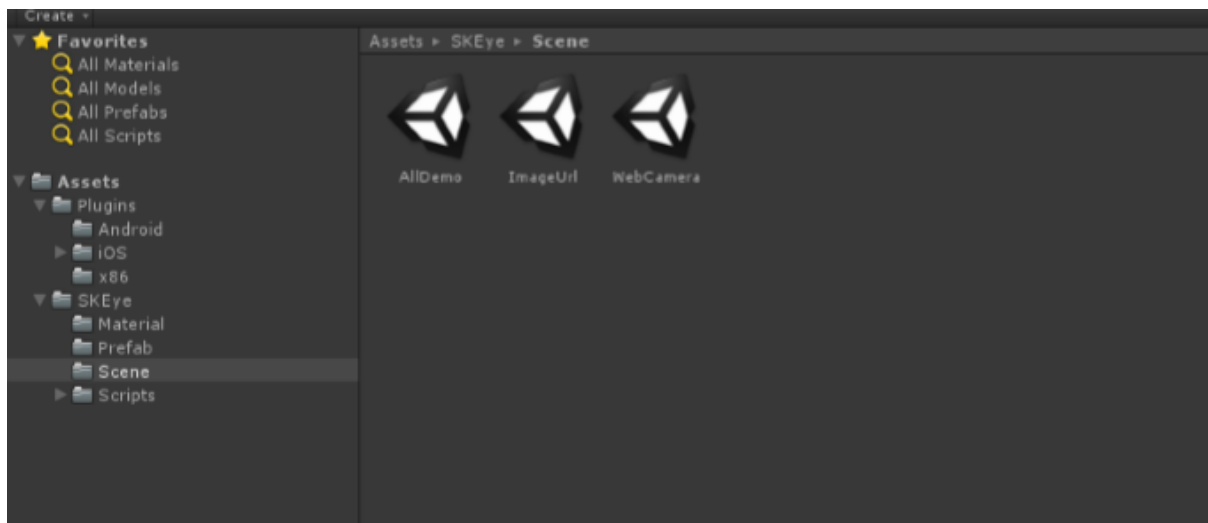 Create
Favorites
All Materials
All Models
All Prefabs
All Scripts
Assets
Plugins
Android
iOS
x86
SKEye
Material
Prefab
Scene
Scripts
Assets SKEye Scene
AllDemo ImageUrl WebCamera